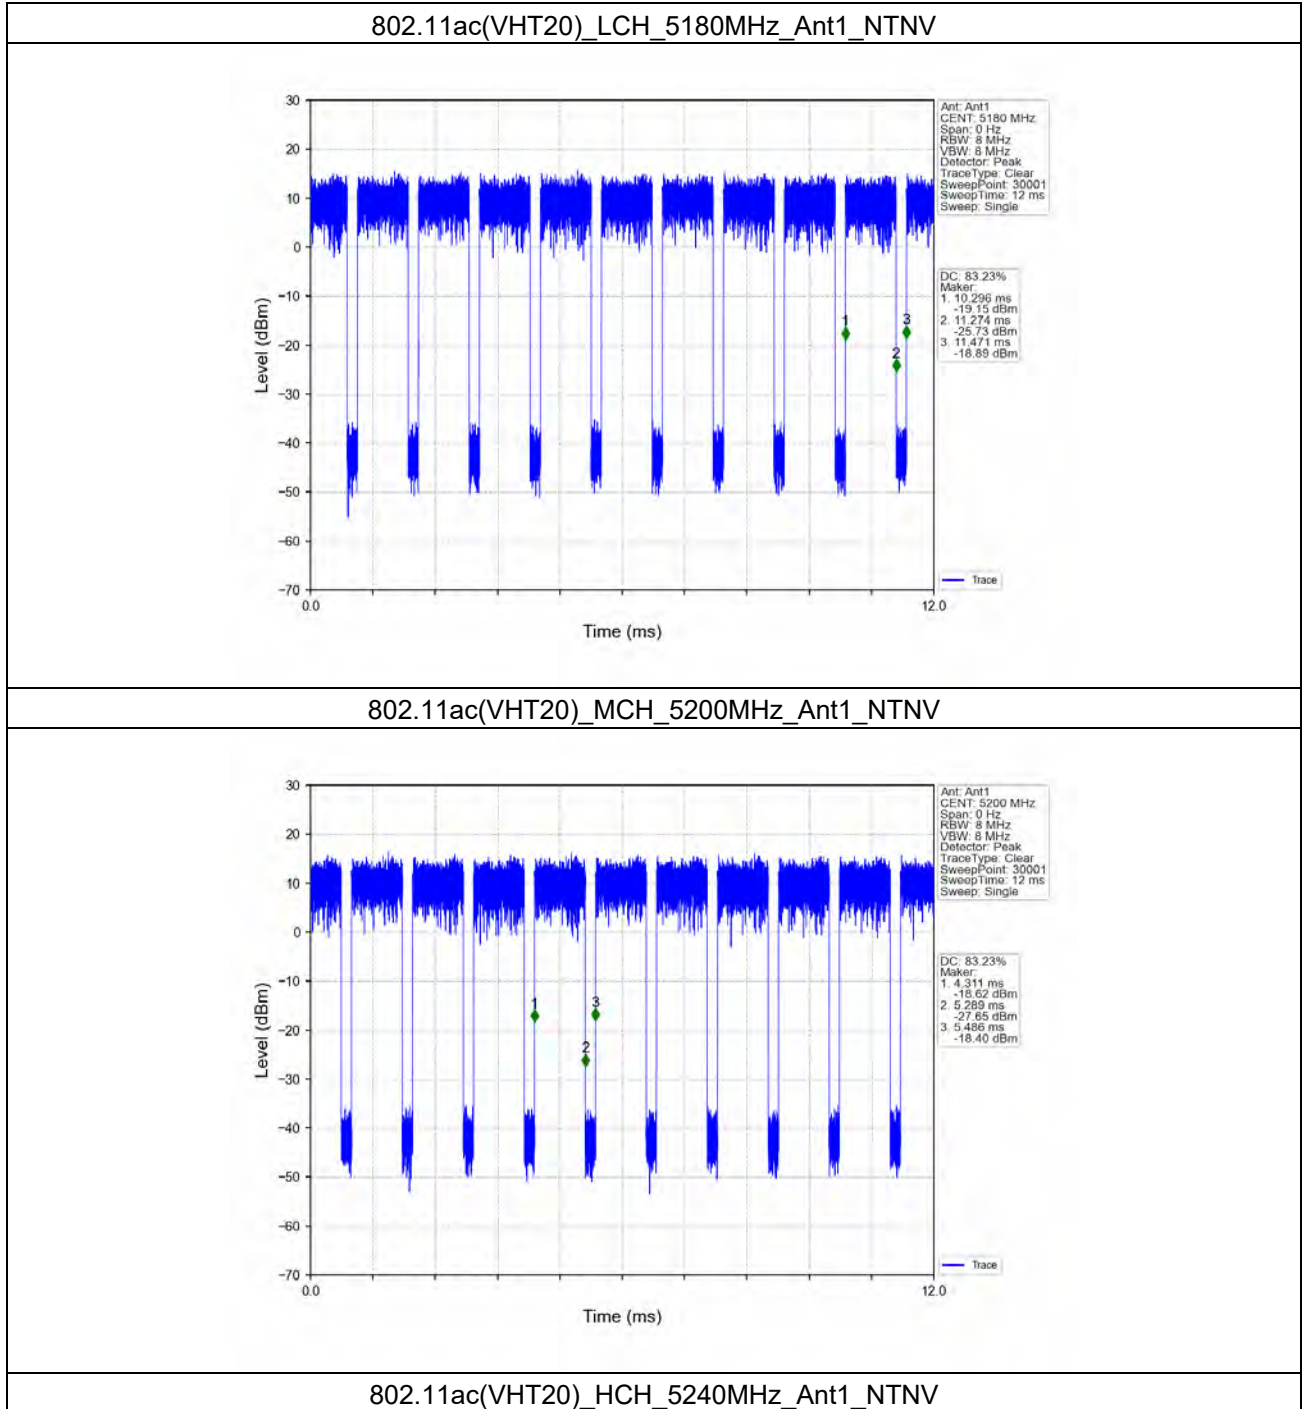 802.11ac(VHT20)_LCH_5180MHz_Ant1_NTNV
30
20
10
0
−10
−20
−30
−40
−50
−60
−70
Level (dBm)
0.0
12.0
Time (ms)
1
2
3
Ant: Ant1
CENT: 5180 MHz
Span: 0 Hz
RBW: 8 MHz
VBW: 8 MHz
Detector: Peak
TraceType: Clear
SweepPoint: 30001
SweepTime: 12 ms
Sweep: Single
DC: 83.23%
Maker:
1. 10.296 ms
-19.15 dBm
2. 11.274 ms
-25.73 dBm
3. 11.471 ms
-18.89 dBm
Trace
802.11ac(VHT20)_MCH_5200MHz_Ant1_NTNV
30
20
10
0
−10
−20
−30
−40
−50
−60
−70
Level (dBm)
0.0
12.0
Time (ms)
1
2
3
Ant: Ant1
CENT: 5200 MHz
Span: 0 Hz
RBW: 8 MHz
VBW: 8 MHz
Detector: Peak
TraceType: Clear
SweepPoint: 30001
SweepTime: 12 ms
Sweep: Single
DC: 83.23%
Maker:
1. 4.311 ms
-18.62 dBm
2. 5.289 ms
-27.65 dBm
3. 5.486 ms
-18.40 dBm
Trace
802.11ac(VHT20)_HCH_5240MHz_Ant1_NTNV